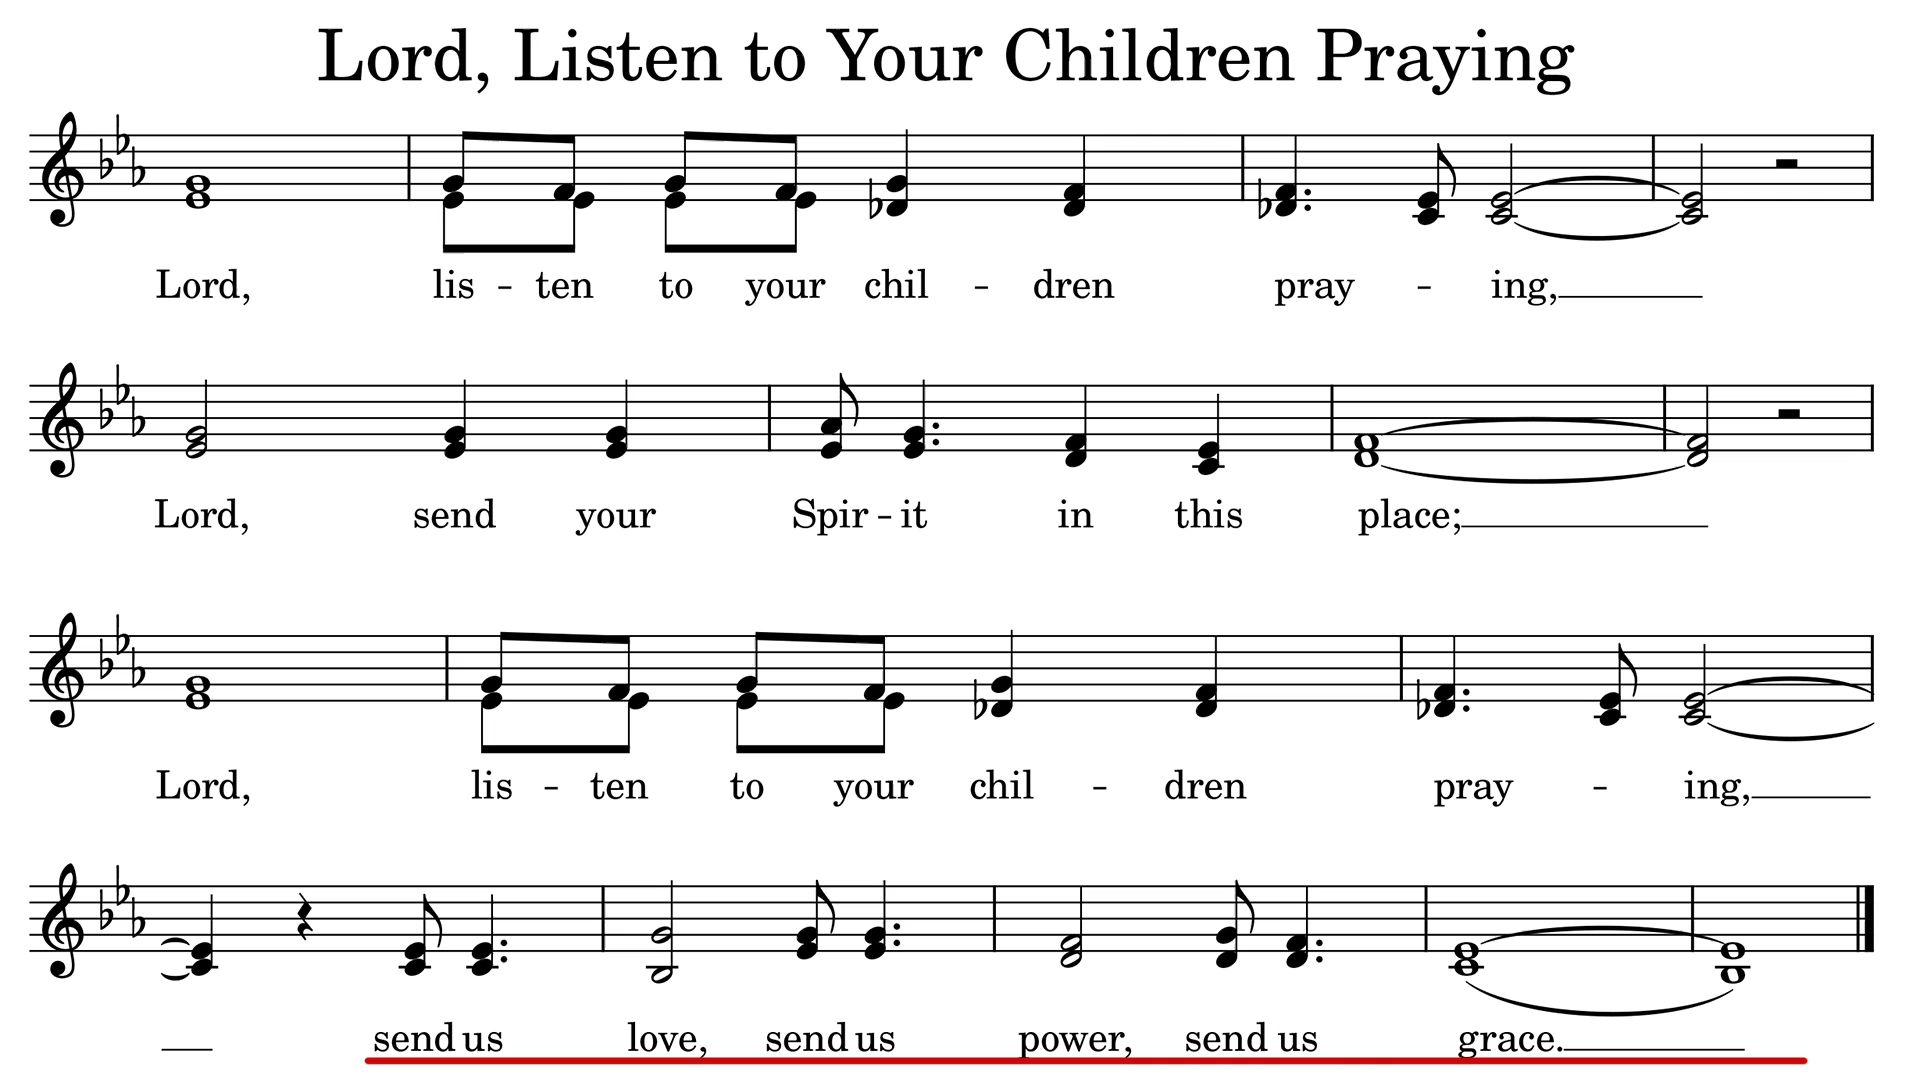 Lord, Listen to Your Children Praying
Lord, lis - ten to your chil - dren pray - ing,
Lord, send your Spir - it in this place;
Lord, lis - ten to your chil - dren pray - ing,
send us love, send us power, send us grace.